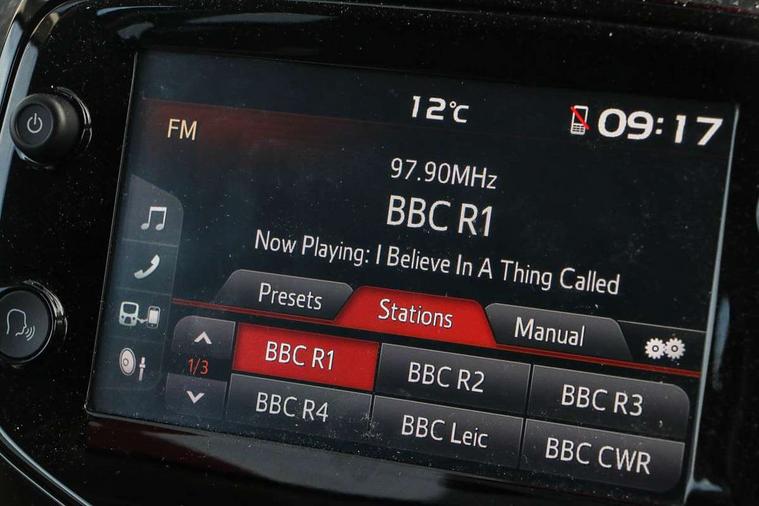 12°C
09:17
FM
97.90MHz
BBC R1
Now Playing: I Believe In A Thing Called
Presets
Stations
Manual
1/3
BBC R1
BBC R2
BBC R3
BBC R4
BBC Leic
BBC CWR